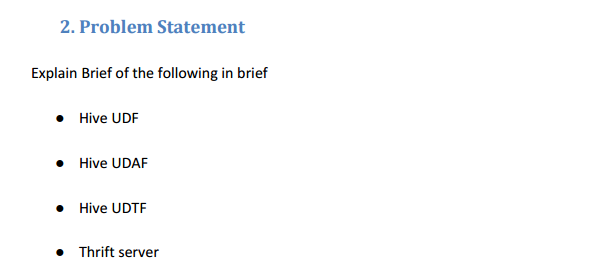 2. Problem Statement
Explain Brief of the following in brief
● Hive UDF
● Hive UDAF
● Hive UDTF
● Thrift server